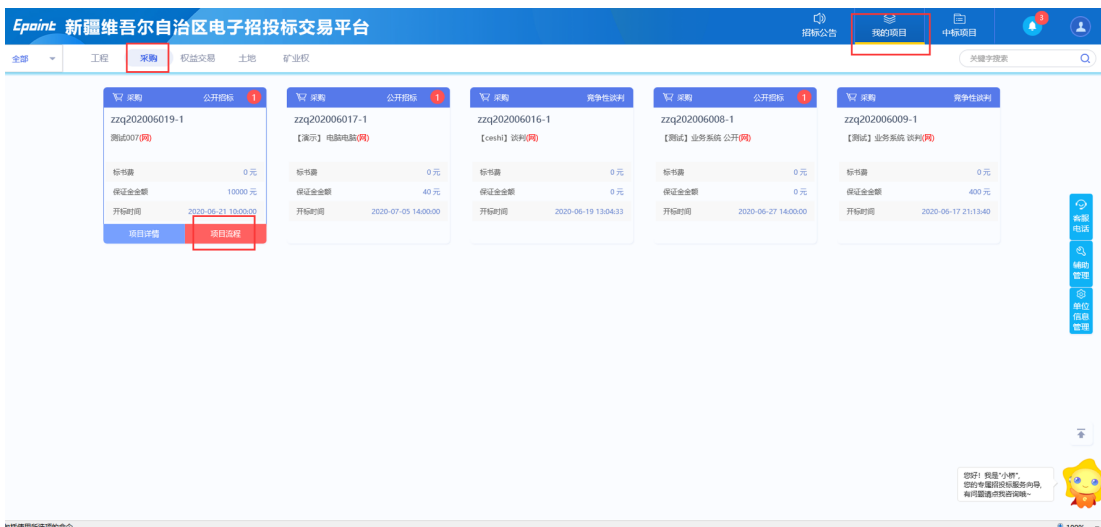 Epoint 新疆维吾尔自治区电子招投标交易平台
招标公告
我的项目
中标项目
3
全部
工程
采购
权益交易
土地
矿业权
关键字搜索
采购 公开招标 1
zzq202006019-1
测试007(网)
标书费 0 元
保证金金额 10000 元
开标时间 2020-06-21 10:00:00
项目详情 项目流程
采购 公开招标 1
zzq202006017-1
【演示】 电脑电脑(网)
标书费 0 元
保证金金额 40 元
开标时间 2020-07-05 14:00:00
采购 竞争性谈判
zzq202006016-1
【ceshi】谈判(网)
标书费 0 元
保证金金额 0 元
开标时间 2020-06-19 13:04:33
采购 公开招标 1
zzq202006008-1
【测试】业务系统 公开(网)
标书费 0 元
保证金金额 0 元
开标时间 2020-06-27 14:00:00
采购 竞争性谈判
zzq202006009-1
【测试】业务系统 谈判(网)
标书费 0 元
保证金金额 400 元
开标时间 2020-06-17 21:13:40
客服
电话
辅助
管理
单位
信息
管理
您好！我是"小桥",
您的专属招投标服务向导,
有问题请点我咨询哦~
100%